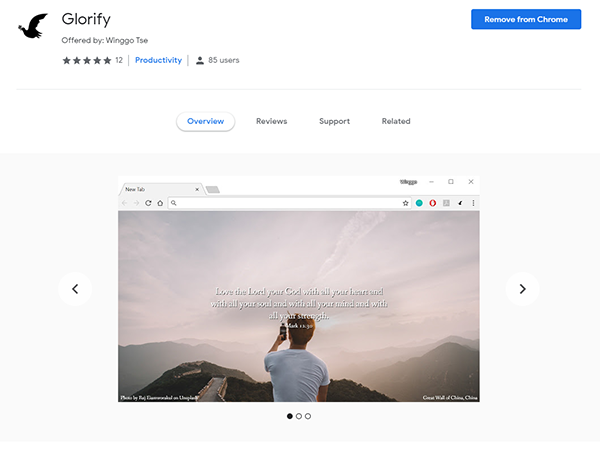 Glorify
Remove from Chrome
Offered by: Winggo Tse
12 Productivity 85 users
Overview Reviews Support Related
Winggo
New Tab
Love the Lord your God with all your heart and
with all your soul and with all your mind and with
all your strength.
Mark 12:30
Photo by Raj Eiamworakul on Unsplash
Great Wall of China, China